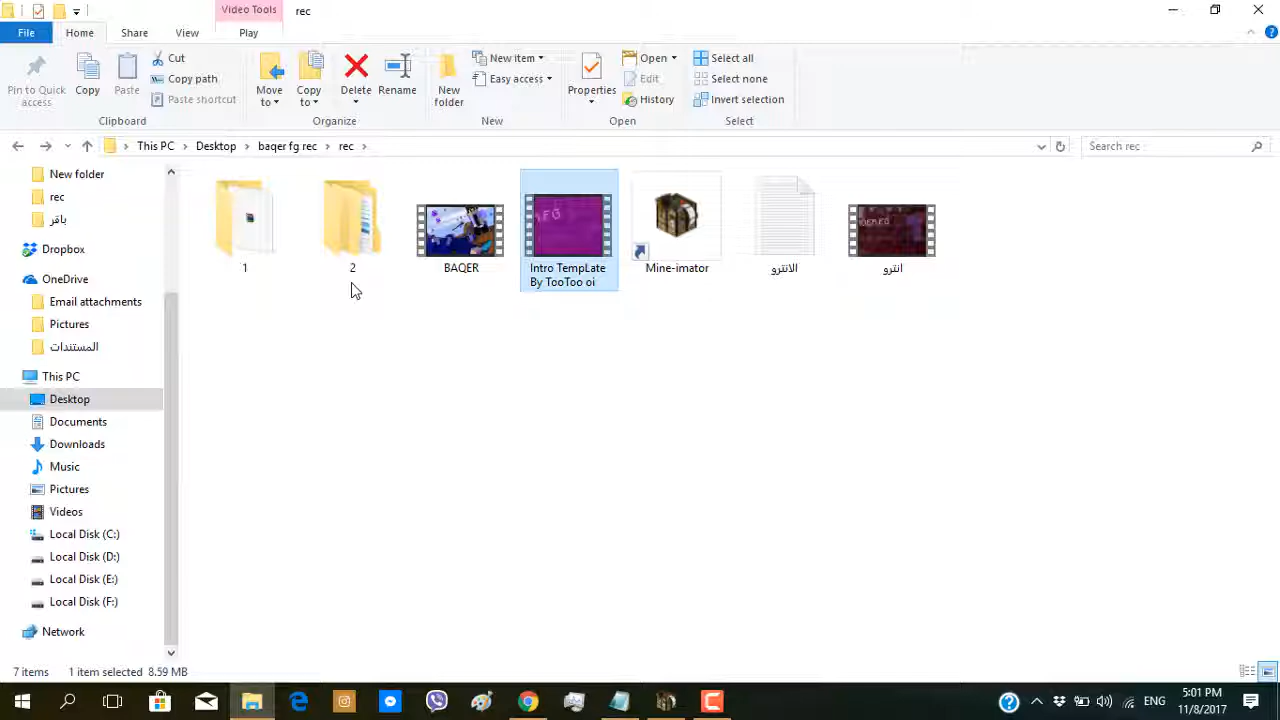 Video Tools
rec
File
Home
Share
View
Play
Pin to Quick access
Copy
Paste
Cut
Copy path
Paste shortcut
Move to
Copy to
Delete
Rename
New folder
New item
Easy access
Properties
Open
Edit
History
Select all
Select none
Invert selection
Clipboard
Organize
New
Open
Select
This PC
Desktop
baqer fg rec
rec
Search rec
New folder
rec
باقر
Dropbox
OneDrive
Email attachments
Pictures
المستندات
This PC
Desktop
Documents
Downloads
Music
Pictures
Videos
Local Disk (C:)
Local Disk (D:)
Local Disk (E:)
Local Disk (F:)
Network
1
2
BAQER
Intro TempLate
By TooToo oi
Mine-imator
الانترو
انترو
7 items
1 item selected 8.59 MB
ENG
5:01 PM
11/8/2017